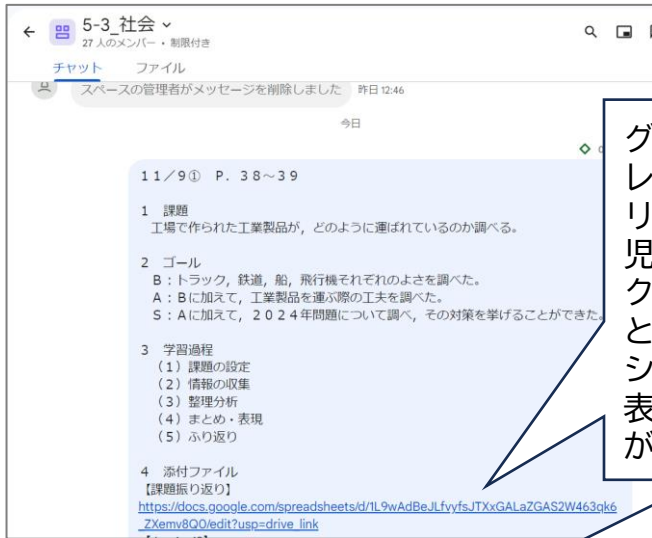 5-3_社会
27 人のメンバー • 制限付き
チャット ファイル
スペースの管理者がメッセージを削除しました 昨日 12:46
今日
11/9① P. 38~39
1 課題
工場で作られた工業製品が，どのように運ばれているのか調べる。
2 ゴール
B：トラック，鉄道，船，飛行機それぞれのよさを調べた。
A：Bに加えて，工業製品を運ぶ際の工夫を調べた。
S：Aに加えて，2024年問題について調べ，その対策を挙げることができた。
3 学習過程
(1) 課題の設定
(2) 情報の収集
(3) 整理分析
(4) まとめ・表現
(5) ふり返り
4 添付ファイル
【課題振り返り】
https://docs.google.com/spreadsheets/d/1L9wAdBeJLfvyfsJTXxGALaZGAS2W463qk6
_ZXemv8Q0/edit?usp=drive_link
グ
レ
リ
児
ク
と
シ
表
が